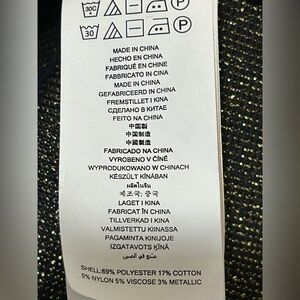 30C P
30 P
MADE IN CHINA
HECHO EN CHINA
FABRIQUÉ EN CHINE
FABBRICATO IN CINA
MADE IN CHINA
GEFABRICEERD IN CHINA
FREMSTILLET I KINA
СДЕЛАНО В КИТАЕ
FEITO NA CHINA
中国製
中国制造
中國製造
FABRICADO NA CHINA
VYROBENO V ČÍNĚ
WYPRODUKOWANO W CHINACH
KÉSZÜLT KÍNÁBAN
ผลิตในจีน
제조국: 중국
LAGET I KINA
FABRICAT ÎN CHINA
TILLVERKAD I KINA
VALMISTETTU KIINASSA
PAGAMINTA KINIJOJE
IZGATAVOTS ĶĪNĀ
صنع في الصين
SHELL:69% POLYESTER 17% COTTON
5% NYLON 5% VISCOSE 3% METALLIC